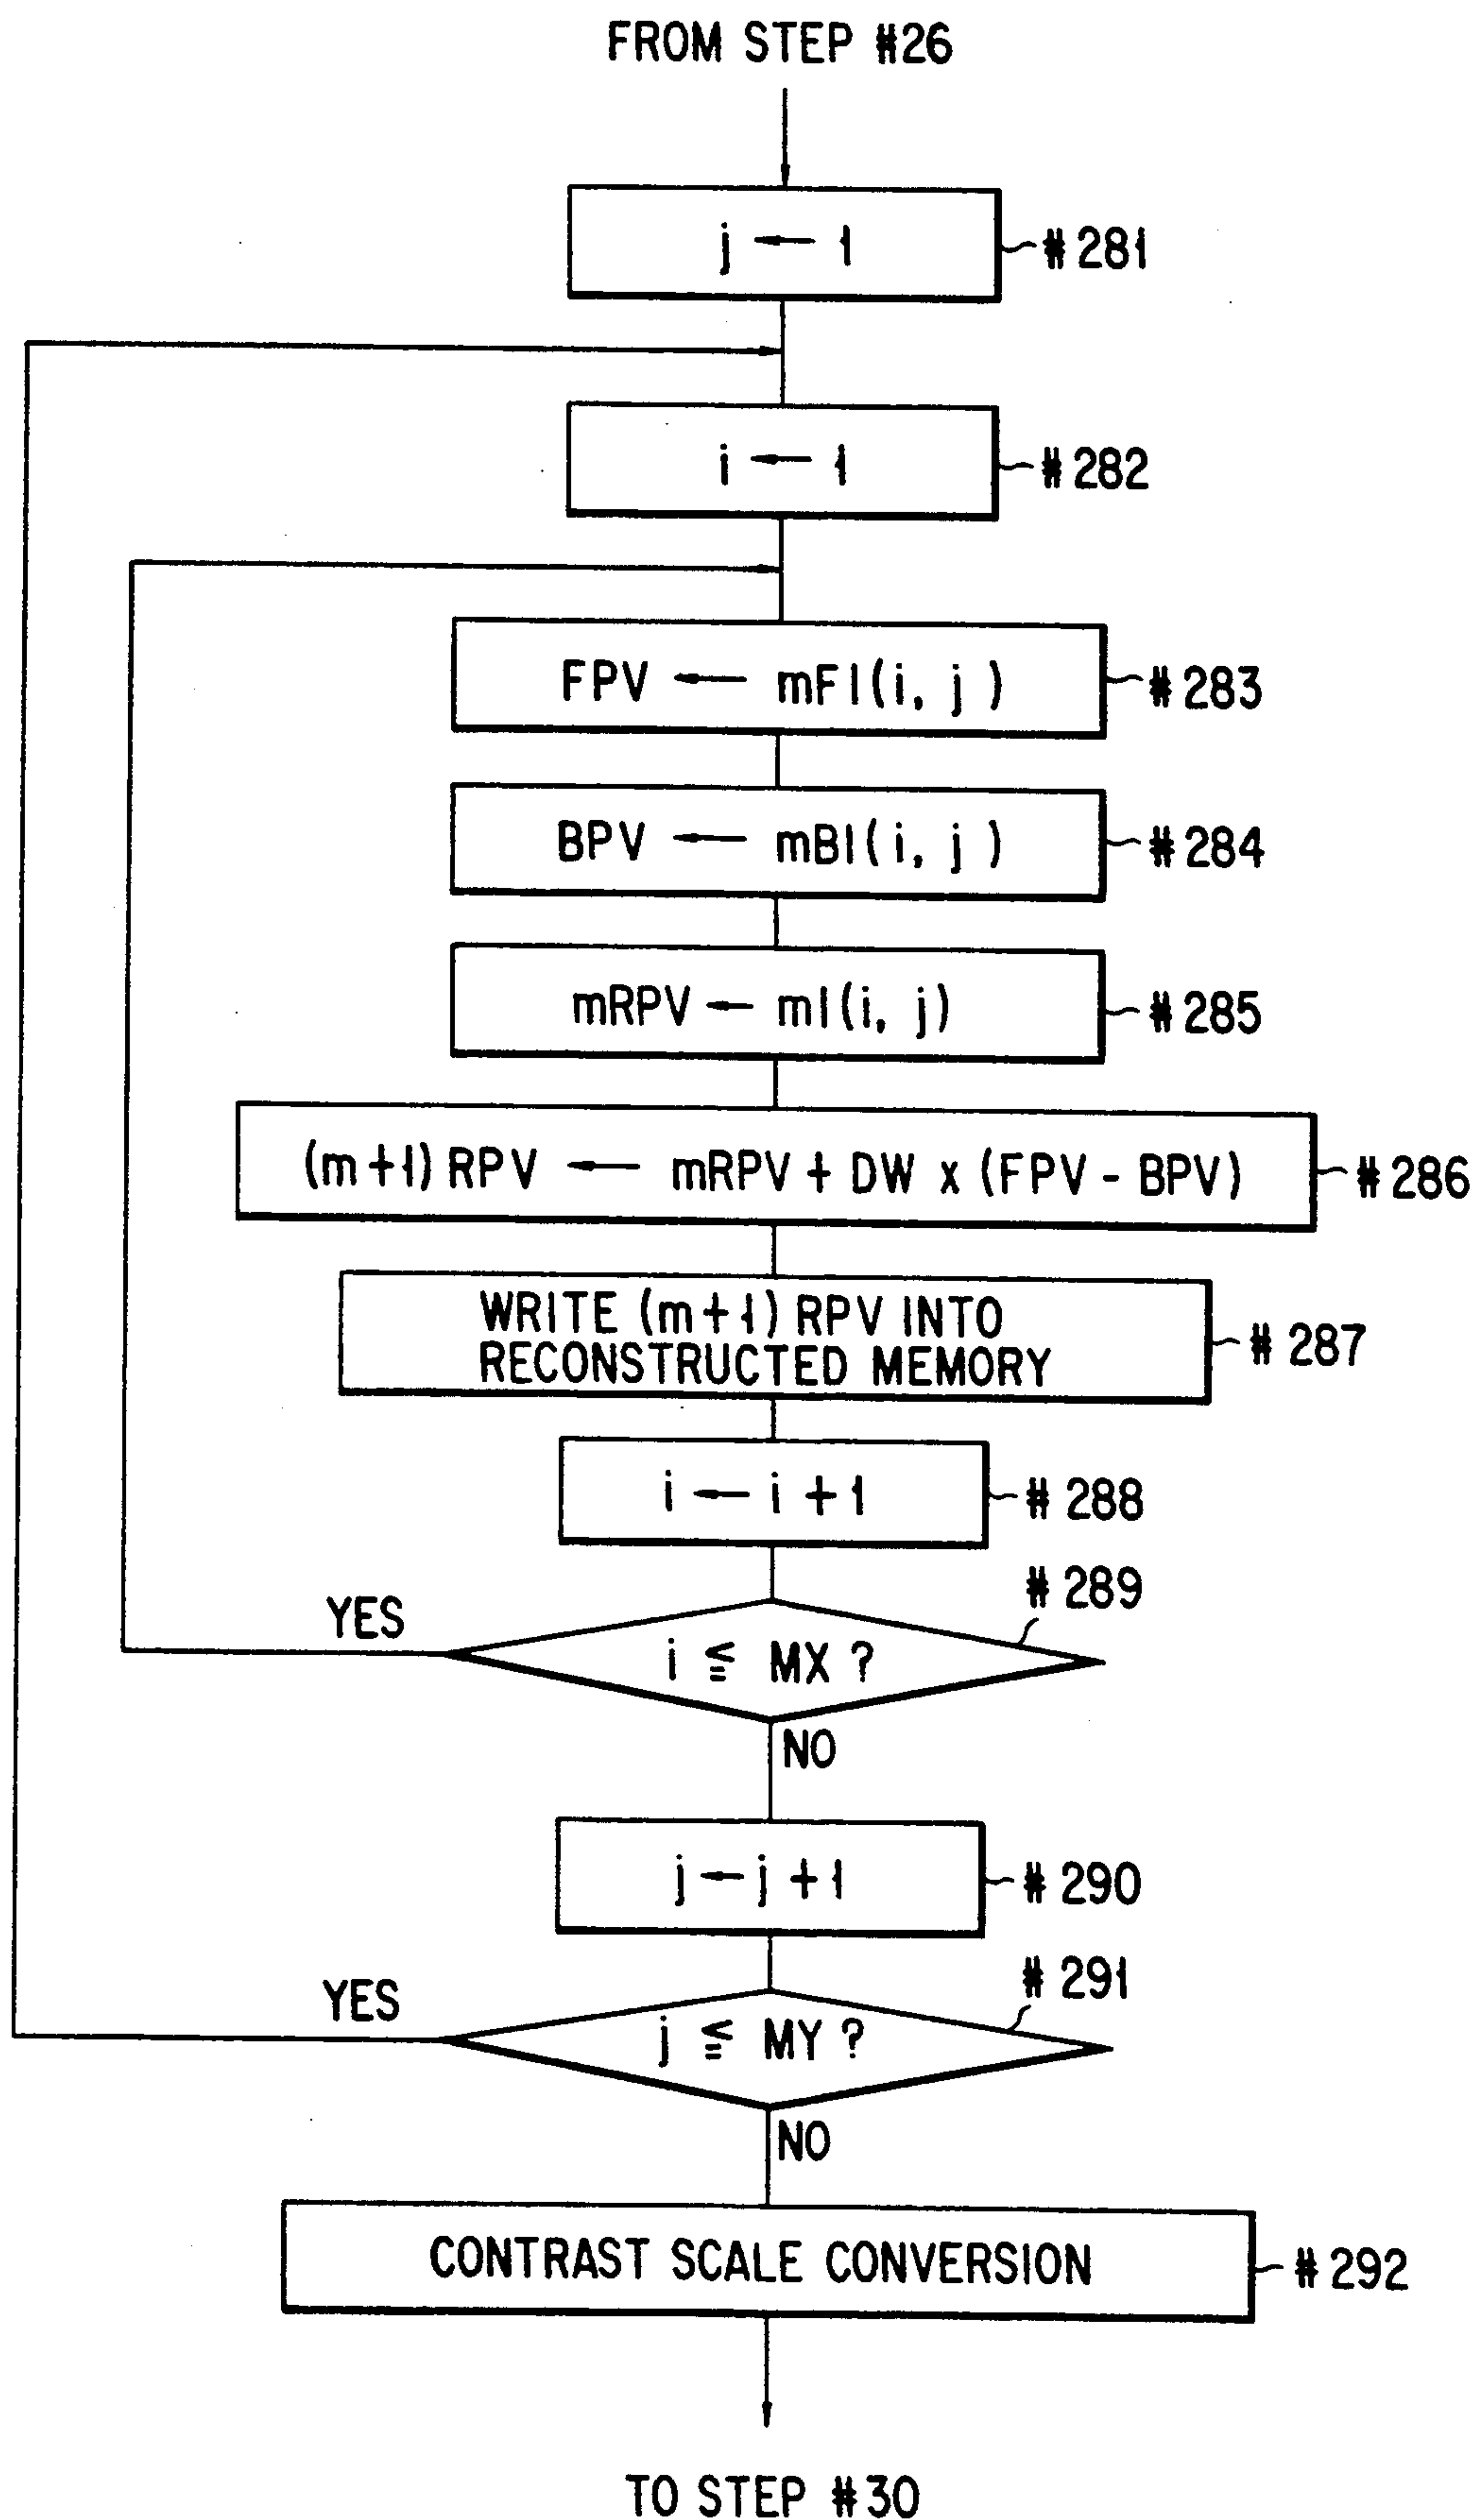 FROM STEP #26
j ← 1 #281
i ← 1 #282
FPV ← mFI(i, j) #283
BPV ← mBI(i, j) #284
mRPV ← mI(i, j) #285
(m+1) RPV ← mRPV + DW x (FPV - BPV) #286
WRITE (m+1) RPV INTO
RECONSTRUCTED MEMORY #287
i ← i + 1 #288
#289
YES
i ≦ MX ?
NO
j ← j + 1 #290
#291
YES
j ≦ MY ?
NO
CONTRAST SCALE CONVERSION #292
TO STEP #30